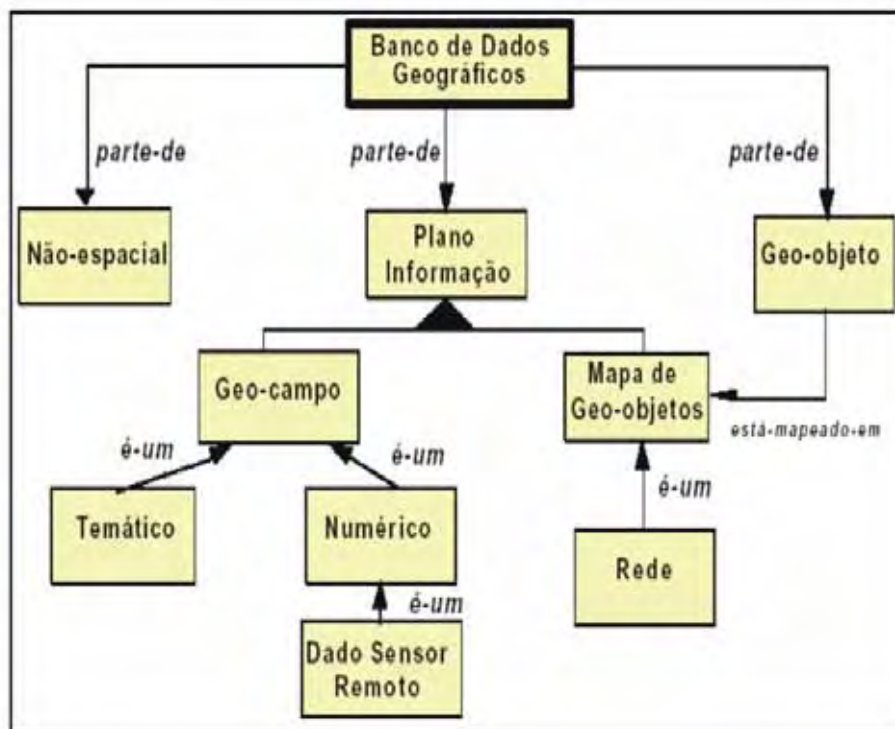 Banco de Dados
Geográficos
parte-de
parte-de
parte-de
Não-espacial
Plano
Informação
Geo-objeto
Geo-campo
Mapa de
Geo-objetos
está-mapeado-em
é-um
é-um
é-um
Temático
Numérico
Rede
é-um
Dado Sensor
Remoto